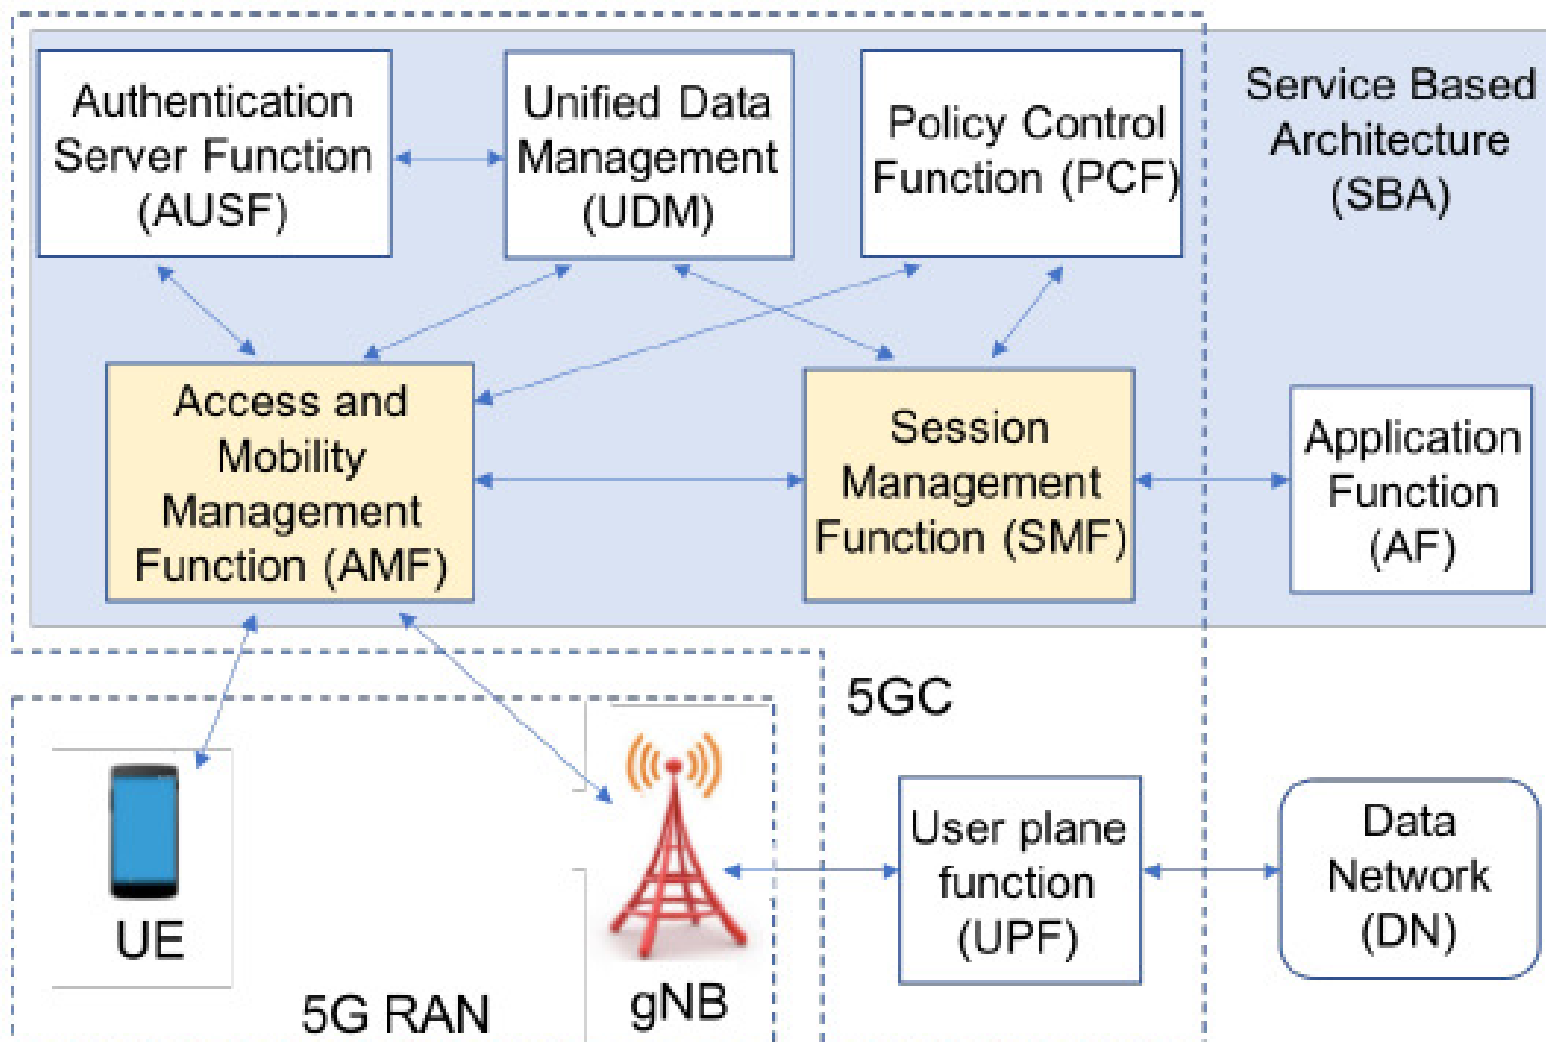 Authentication
Server Function
(AUSF)
Unified Data
Management
(UDM)
Policy Control
Function (PCF)
Service Based
Architecture
(SBA)
Access and
Mobility
Management
Function (AMF)
Session
Management
Function (SMF)
Application
Function
(AF)
5GC
UE
5G RAN
gNB
User plane
function
(UPF)
Data
Network
(DN)